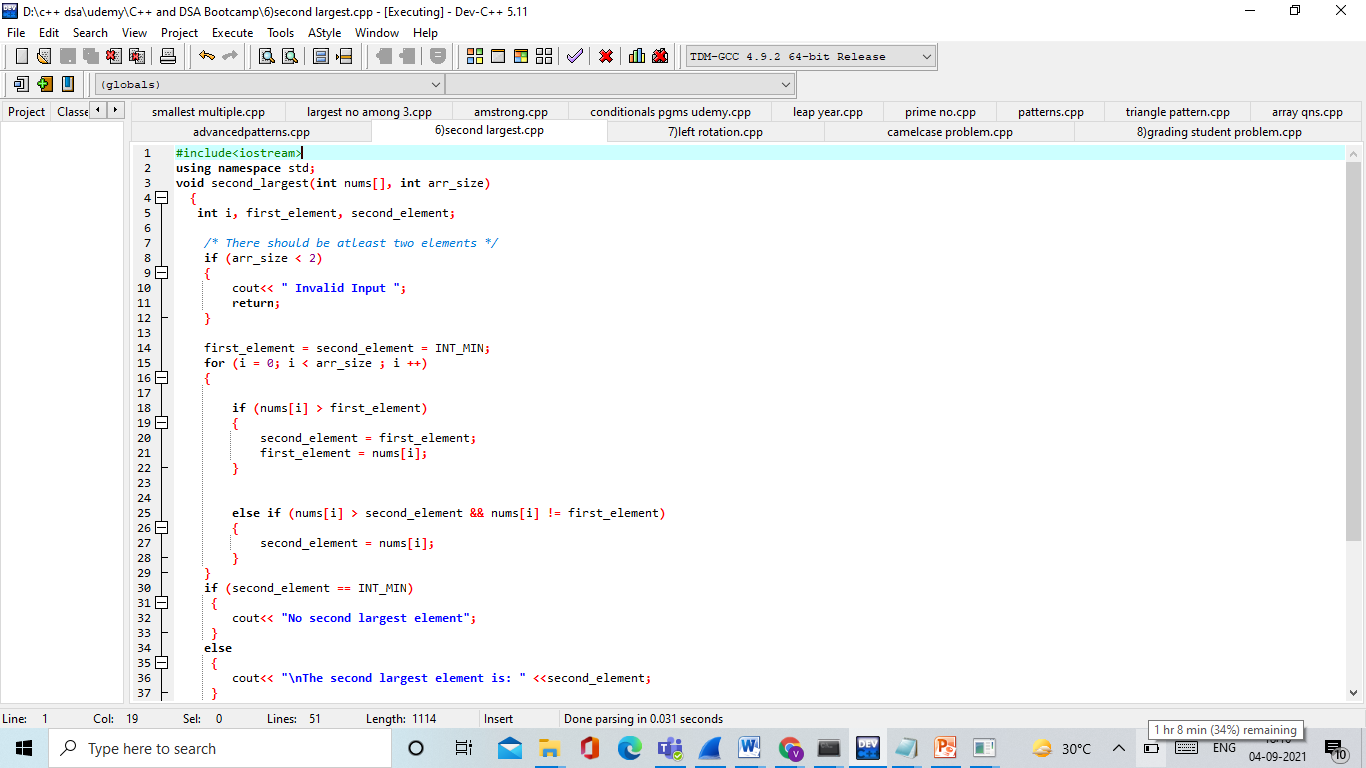 D:\c++ dsa\udemy\C++ and DSA Bootcamp\6)second largest.cpp - [Executing] - Dev-C++ 5.11
File Edit Search View Project Execute Tools AStyle Window Help
TDM-GCC 4.9.2 64-bit Release
(globals)
Project Classe
smallest multiple.cpp largest no among 3.cpp amstrong.cpp conditionals pgms udemy.cpp leap year.cpp prime no.cpp patterns.cpp triangle pattern.cpp array qns.cpp
advancedpatterns.cpp 6)second largest.cpp 7)left rotation.cpp camelcase problem.cpp 8)grading student problem.cpp
1 #include<iostream>
2 using namespace std;
3 void second_largest(int nums[], int arr_size)
4 {
5 int i, first_element, second_element;
6
7 /* There should be atleast two elements */
8 if (arr_size < 2)
9 {
10 cout<< " Invalid Input ";
11 return;
12 }
13
14 first_element = second_element = INT_MIN;
15 for (i = 0; i < arr_size ; i ++)
16 {
17
18 if (nums[i] > first_element)
19 {
20 second_element = first_element;
21 first_element = nums[i];
22 }
23
24
25 else if (nums[i] > second_element && nums[i] != first_element)
26 {
27 second_element = nums[i];
28 }
29 }
30 if (second_element == INT_MIN)
31 {
32 cout<< "No second largest element";
33 }
34 else
35 {
36 cout<< "\nThe second largest element is: " <<second_element;
37 }
Line: 1 Col: 19 Sel: 0 Lines: 51 Length: 1114 Insert Done parsing in 0.031 seconds
1 hr 8 min (34%) remaining
Type here to search
30°C ENG
04-09-2021
10